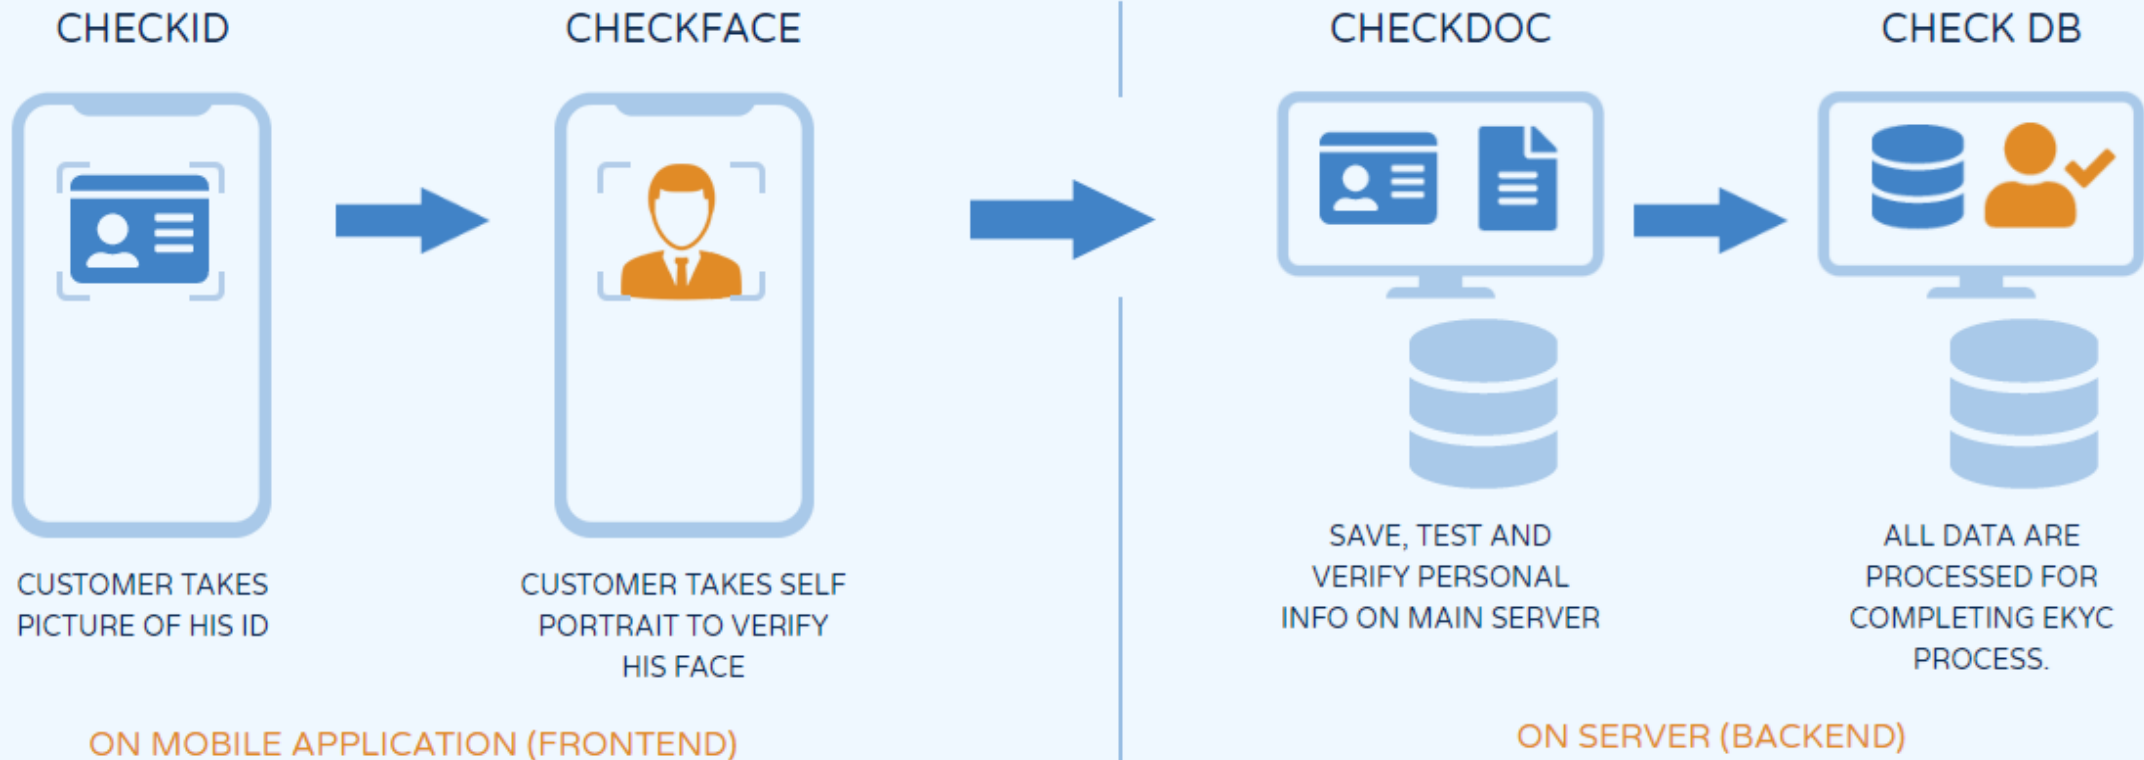 CHECKID
CHECKFACE
CHECKDOC
CHECK DB
CUSTOMER TAKES
PICTURE OF HIS ID
CUSTOMER TAKES SELF
PORTRAIT TO VERIFY
HIS FACE
SAVE, TEST AND
VERIFY PERSONAL
INFO ON MAIN SERVER
ALL DATA ARE
PROCESSED FOR
COMPLETING EKYC
PROCESS.
ON MOBILE APPLICATION (FRONTEND)
ON SERVER (BACKEND)